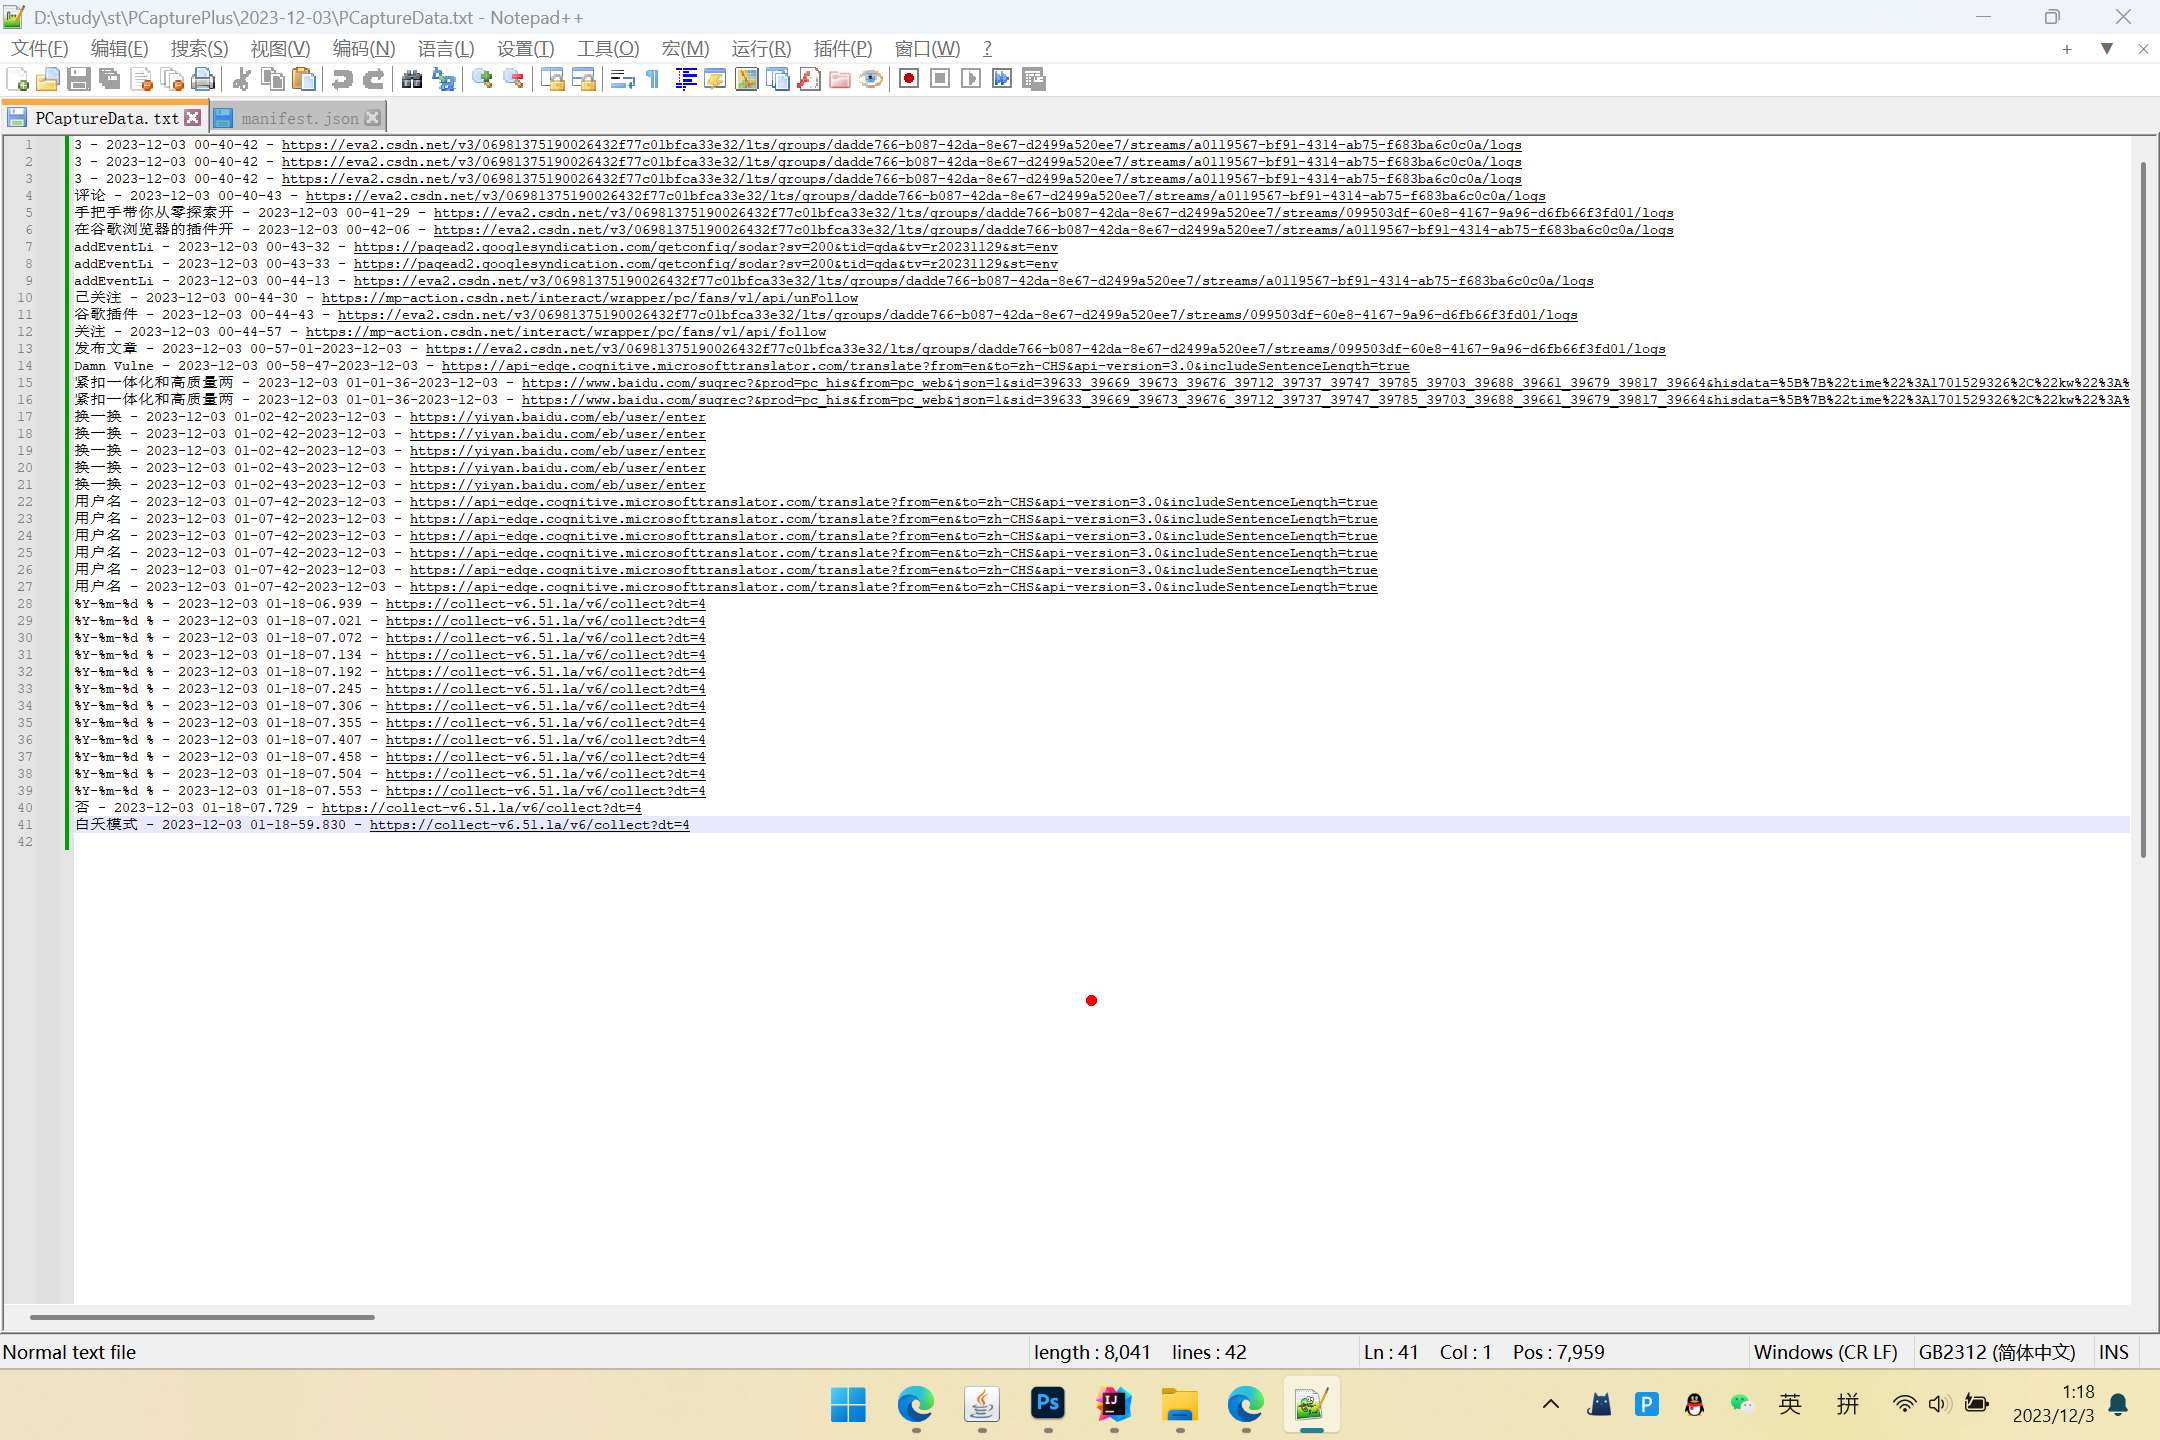 D:\study\st\PCapturePlus\2023-12-03\PCaptureData.txt - Notepad++
文件(F) 编辑(E) 搜索(S) 视图(V) 编码(N) 语言(L) 设置(T) 工具(O) 宏(M) 运行(R) 插件(P) 窗口(W) ?
PCaptureData.txt manifest.json
1 3 - 2023-12-03 00-40-42 - https://eva2.csdn.net/v3/06981375190026432f77c01bfca33e32/lts/groups/dadde766-b087-42da-8e67-d2499a520ee7/streams/a0119567-bf91-4314-ab75-f683ba6c0c0a/logs
2 3 - 2023-12-03 00-40-42 - https://eva2.csdn.net/v3/06981375190026432f77c01bfca33e32/lts/groups/dadde766-b087-42da-8e67-d2499a520ee7/streams/a0119567-bf91-4314-ab75-f683ba6c0c0a/logs
3 3 - 2023-12-03 00-40-42 - https://eva2.csdn.net/v3/06981375190026432f77c01bfca33e32/lts/groups/dadde766-b087-42da-8e67-d2499a520ee7/streams/a0119567-bf91-4314-ab75-f683ba6c0c0a/logs
4 评论 - 2023-12-03 00-40-43 - https://eva2.csdn.net/v3/06981375190026432f77c01bfca33e32/lts/groups/dadde766-b087-42da-8e67-d2499a520ee7/streams/a0119567-bf91-4314-ab75-f683ba6c0c0a/logs
5 手把手带你从零探索开 - 2023-12-03 00-41-29 - https://eva2.csdn.net/v3/06981375190026432f77c01bfca33e32/lts/groups/dadde766-b087-42da-8e67-d2499a520ee7/streams/099503df-60e8-4167-9a96-d6fb66f3fd01/logs
6 在谷歌浏览器的插件开 - 2023-12-03 00-42-06 - https://eva2.csdn.net/v3/06981375190026432f77c01bfca33e32/lts/groups/dadde766-b087-42da-8e67-d2499a520ee7/streams/a0119567-bf91-4314-ab75-f683ba6c0c0a/logs
7 addEventLi - 2023-12-03 00-43-32 - https://pagead2.googlesyndication.com/getconfig/sodar?sv=200&tid=gda&tv=r20231129&st=env
8 addEventLi - 2023-12-03 00-43-33 - https://pagead2.googlesyndication.com/getconfig/sodar?sv=200&tid=gda&tv=r20231129&st=env
9 addEventLi - 2023-12-03 00-44-13 - https://eva2.csdn.net/v3/06981375190026432f77c01bfca33e32/lts/groups/dadde766-b087-42da-8e67-d2499a520ee7/streams/a0119567-bf91-4314-ab75-f683ba6c0c0a/logs
10 已关注 - 2023-12-03 00-44-30 - https://mp-action.csdn.net/interact/wrapper/pc/fans/v1/api/unFollow
11 谷歌插件 - 2023-12-03 00-44-43 - https://eva2.csdn.net/v3/06981375190026432f77c01bfca33e32/lts/groups/dadde766-b087-42da-8e67-d2499a520ee7/streams/099503df-60e8-4167-9a96-d6fb66f3fd01/logs
12 关注 - 2023-12-03 00-44-57 - https://mp-action.csdn.net/interact/wrapper/pc/fans/v1/api/follow
13 发布文章 - 2023-12-03 00-57-01-2023-12-03 - https://eva2.csdn.net/v3/06981375190026432f77c01bfca33e32/lts/groups/dadde766-b087-42da-8e67-d2499a520ee7/streams/099503df-60e8-4167-9a96-d6fb66f3fd01/logs
14 Damn Vulne - 2023-12-03 00-58-47-2023-12-03 - https://api-edge.cognitive.microsofttranslator.com/translate?from=en&to=zh-CHS&api-version=3.0&includeSentenceLength=true
15 紧扣一体化和高质量两 - 2023-12-03 01-01-36-2023-12-03 - https://www.baidu.com/sugrec?&prod=pc_his&from=pc_web&json=1&sid=39633_39669_39673_39676_39712_39737_39747_39785_39703_39688_39661_39679_39817_39664&hisdata=%5B%7B%22time%22%3A1701529326%2C%22kw%22%3A%
16 紧扣一体化和高质量两 - 2023-12-03 01-01-36-2023-12-03 - https://www.baidu.com/sugrec?&prod=pc_his&from=pc_web&json=1&sid=39633_39669_39673_39676_39712_39737_39747_39785_39703_39688_39661_39679_39817_39664&hisdata=%5B%7B%22time%22%3A1701529326%2C%22kw%22%3A%
17 换一换 - 2023-12-03 01-02-42-2023-12-03 - https://yiyan.baidu.com/eb/user/enter
18 换一换 - 2023-12-03 01-02-42-2023-12-03 - https://yiyan.baidu.com/eb/user/enter
19 换一换 - 2023-12-03 01-02-42-2023-12-03 - https://yiyan.baidu.com/eb/user/enter
20 换一换 - 2023-12-03 01-02-43-2023-12-03 - https://yiyan.baidu.com/eb/user/enter
21 换一换 - 2023-12-03 01-02-43-2023-12-03 - https://yiyan.baidu.com/eb/user/enter
22 用户名 - 2023-12-03 01-07-42-2023-12-03 - https://api-edge.cognitive.microsofttranslator.com/translate?from=en&to=zh-CHS&api-version=3.0&includeSentenceLength=true
23 用户名 - 2023-12-03 01-07-42-2023-12-03 - https://api-edge.cognitive.microsofttranslator.com/translate?from=en&to=zh-CHS&api-version=3.0&includeSentenceLength=true
24 用户名 - 2023-12-03 01-07-42-2023-12-03 - https://api-edge.cognitive.microsofttranslator.com/translate?from=en&to=zh-CHS&api-version=3.0&includeSentenceLength=true
25 用户名 - 2023-12-03 01-07-42-2023-12-03 - https://api-edge.cognitive.microsofttranslator.com/translate?from=en&to=zh-CHS&api-version=3.0&includeSentenceLength=true
26 用户名 - 2023-12-03 01-07-42-2023-12-03 - https://api-edge.cognitive.microsofttranslator.com/translate?from=en&to=zh-CHS&api-version=3.0&includeSentenceLength=true
27 用户名 - 2023-12-03 01-07-42-2023-12-03 - https://api-edge.cognitive.microsofttranslator.com/translate?from=en&to=zh-CHS&api-version=3.0&includeSentenceLength=true
28 %Y-%m-%d % - 2023-12-03 01-18-06.939 - https://collect-v6.51.la/v6/collect?dt=4
29 %Y-%m-%d % - 2023-12-03 01-18-07.021 - https://collect-v6.51.la/v6/collect?dt=4
30 %Y-%m-%d % - 2023-12-03 01-18-07.072 - https://collect-v6.51.la/v6/collect?dt=4
31 %Y-%m-%d % - 2023-12-03 01-18-07.134 - https://collect-v6.51.la/v6/collect?dt=4
32 %Y-%m-%d % - 2023-12-03 01-18-07.192 - https://collect-v6.51.la/v6/collect?dt=4
33 %Y-%m-%d % - 2023-12-03 01-18-07.245 - https://collect-v6.51.la/v6/collect?dt=4
34 %Y-%m-%d % - 2023-12-03 01-18-07.306 - https://collect-v6.51.la/v6/collect?dt=4
35 %Y-%m-%d % - 2023-12-03 01-18-07.355 - https://collect-v6.51.la/v6/collect?dt=4
36 %Y-%m-%d % - 2023-12-03 01-18-07.407 - https://collect-v6.51.la/v6/collect?dt=4
37 %Y-%m-%d % - 2023-12-03 01-18-07.458 - https://collect-v6.51.la/v6/collect?dt=4
38 %Y-%m-%d % - 2023-12-03 01-18-07.504 - https://collect-v6.51.la/v6/collect?dt=4
39 %Y-%m-%d % - 2023-12-03 01-18-07.553 - https://collect-v6.51.la/v6/collect?dt=4
40 否 - 2023-12-03 01-18-07.729 - https://collect-v6.51.la/v6/collect?dt=4
41 白天模式 - 2023-12-03 01-18-59.830 - https://collect-v6.51.la/v6/collect?dt=4
42
Normal text file length : 8,041 lines : 42 Ln : 41 Col : 1 Pos : 7,959 Windows (CR LF) GB2312 (简体中文) INS
Ps IJ P 英 拼 1:18
2023/12/3